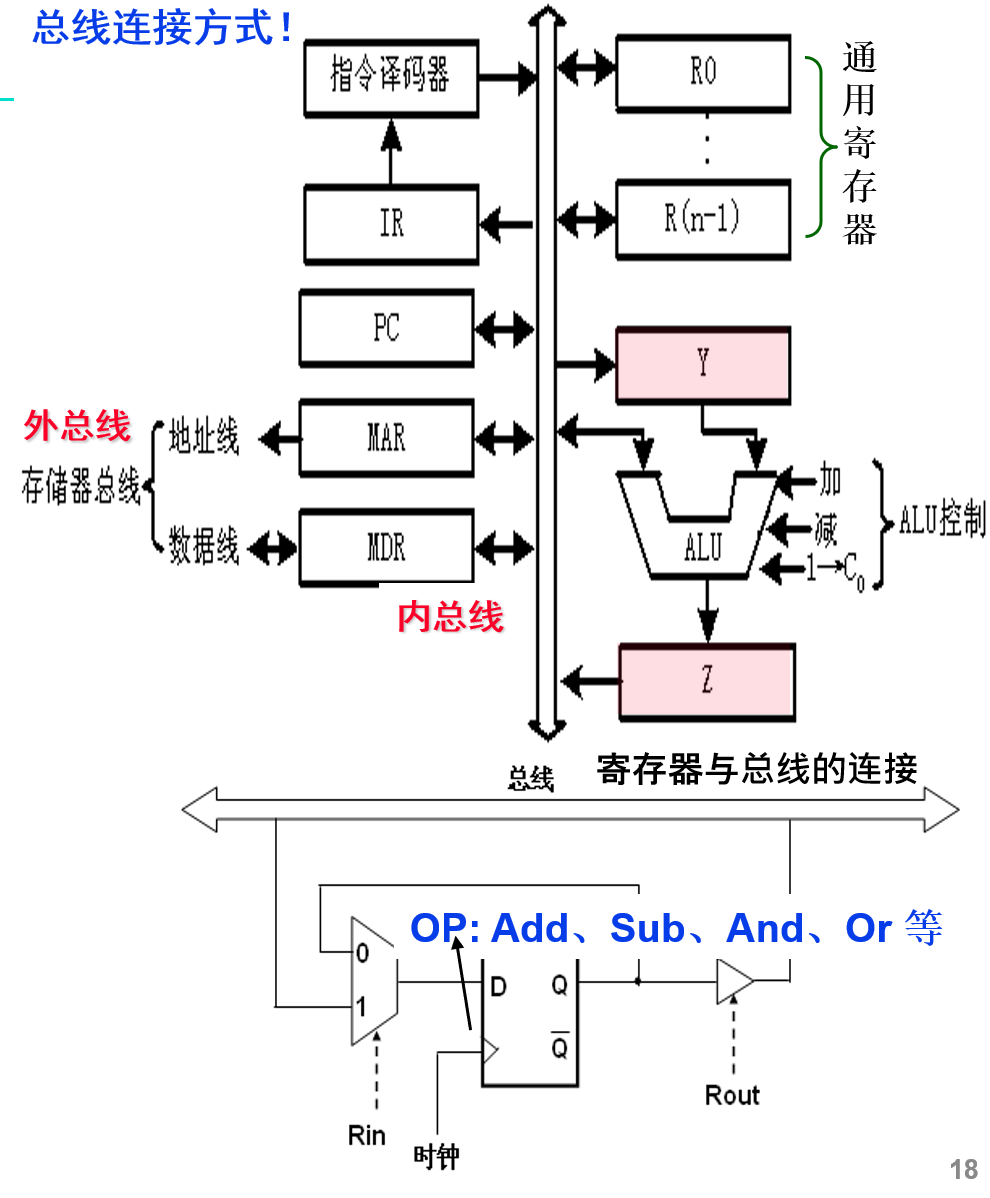 总线连接方式！
指令译码器
R0
通用寄存器
IR
R(n-1)
PC
Y
外总线
地址线
MAR
存储器总线
加
ALU控制
数据线
MDR
ALU
减
1→C0
内总线
Z
总线
寄存器与总线的连接
OP: Add、Sub、And、Or 等
0
1
D
Q
Q̅
Rin
时钟
Rout
18